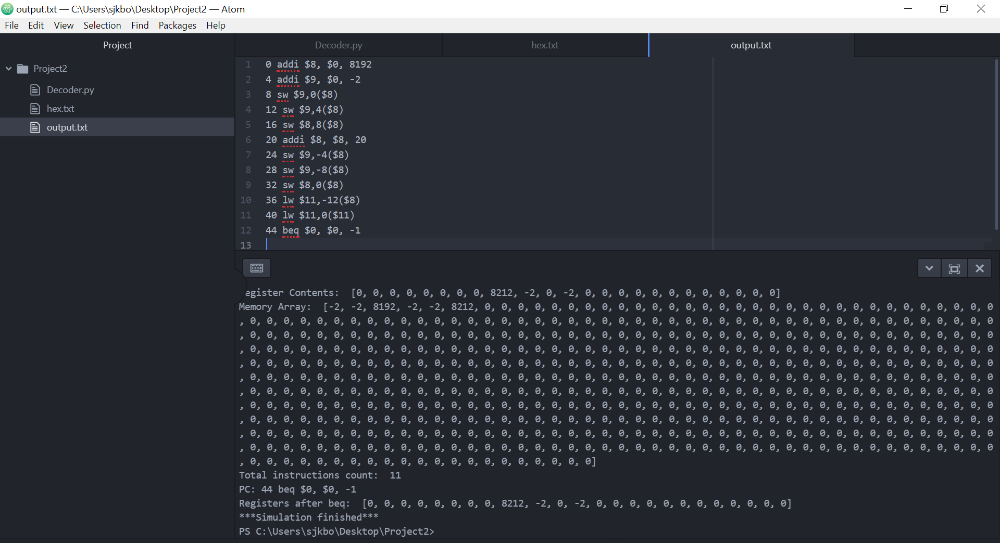 output.txt — C:\Users\sjkbo\Desktop\Project2 — Atom
File Edit View Selection Find Packages Help
Project
Project2
Decoder.py
hex.txt
output.txt
Decoder.py hex.txt output.txt
1 0 addi $8, $0, 8192
2 4 addi $9, $0, -2
3 8 sw $9,0($8)
4 12 sw $9,4($8)
5 16 sw $8,8($8)
6 20 addi $8, $8, 20
7 24 sw $9,-4($8)
8 28 sw $9,-8($8)
9 32 sw $8,0($8)
10 36 lw $11,-12($8)
11 40 lw $11,0($11)
12 44 beq $0, $0, -1
13
egister Contents:  [0, 0, 0, 0, 0, 0, 0, 0, 8212, -2, 0, -2, 0, 0, 0, 0, 0, 0, 0, 0, 0, 0, 0, 0]
Memory Array:  [-2, -2, 8192, -2, -2, 8212, 0, 0, 0, 0, 0, 0, 0, 0, 0, 0, 0, 0, 0, 0, 0, 0, 0, 0, 0, 0, 0, 0, 0, 0, 0, 0, 0, 0, 0, 0, 0
, 0, 0, 0, 0, 0, 0, 0, 0, 0, 0, 0, 0, 0, 0, 0, 0, 0, 0, 0, 0, 0, 0, 0, 0, 0, 0, 0, 0, 0, 0, 0, 0, 0, 0, 0, 0, 0, 0, 0, 0, 0, 0, 0, 0, 0
, 0, 0, 0, 0, 0, 0, 0, 0, 0, 0, 0, 0, 0, 0, 0, 0, 0, 0, 0, 0, 0, 0, 0, 0, 0, 0, 0, 0, 0, 0, 0, 0, 0, 0, 0, 0, 0, 0, 0, 0, 0, 0, 0, 0, 0
, 0, 0, 0, 0, 0, 0, 0, 0, 0, 0, 0, 0, 0, 0, 0, 0, 0, 0, 0, 0, 0, 0, 0, 0, 0, 0, 0, 0, 0, 0, 0, 0, 0, 0, 0, 0, 0, 0, 0, 0, 0, 0, 0, 0, 0
, 0, 0, 0, 0, 0, 0, 0, 0, 0, 0, 0, 0, 0, 0, 0, 0, 0, 0, 0, 0, 0, 0, 0, 0, 0, 0, 0, 0, 0, 0, 0, 0, 0, 0, 0, 0, 0, 0, 0, 0, 0, 0, 0, 0, 0
, 0, 0, 0, 0, 0, 0, 0, 0, 0, 0, 0, 0, 0, 0, 0, 0, 0, 0, 0, 0, 0, 0, 0, 0, 0, 0, 0, 0, 0, 0, 0, 0, 0, 0, 0, 0, 0, 0, 0, 0, 0, 0, 0, 0, 0
, 0, 0, 0, 0, 0, 0, 0, 0, 0, 0, 0, 0, 0, 0, 0, 0, 0, 0, 0, 0, 0, 0, 0, 0, 0, 0, 0, 0, 0, 0, 0, 0, 0, 0, 0, 0, 0, 0, 0, 0, 0, 0, 0, 0, 0
, 0, 0, 0, 0, 0, 0, 0, 0, 0, 0, 0, 0, 0, 0, 0, 0, 0, 0, 0, 0, 0, 0, 0, 0, 0, 0, 0, 0, 0, 0, 0, 0, 0, 0, 0, 0, 0, 0, 0, 0, 0, 0, 0, 0, 0
, 0, 0, 0, 0, 0, 0, 0, 0, 0, 0, 0, 0, 0, 0, 0, 0, 0, 0, 0, 0, 0, 0, 0, 0, 0, 0, 0, 0, 0, 0, 0, 0, 0, 0, 0, 0, 0, 0, 0, 0, 0, 0, 0, 0, 0
, 0, 0, 0, 0, 0, 0, 0, 0, 0, 0, 0, 0, 0, 0, 0, 0, 0, 0, 0, 0, 0, 0, 0, 0, 0, 0, 0, 0, 0, 0, 0, 0, 0, 0, 0, 0, 0, 0, 0, 0, 0, 0, 0, 0, 0
, 0, 0, 0, 0, 0, 0, 0, 0, 0, 0, 0, 0, 0, 0, 0, 0, 0, 0, 0, 0, 0, 0, 0, 0, 0, 0, 0, 0, 0, 0, 0, 0, 0, 0, 0, 0, 0, 0, 0, 0, 0, 0, 0, 0, 0
, 0, 0, 0, 0, 0, 0, 0, 0, 0, 0, 0, 0, 0, 0, 0, 0, 0, 0, 0, 0, 0]
Total instructions count:  11
PC: 44 beq $0, $0, -1
Registers after beq:  [0, 0, 0, 0, 0, 0, 0, 0, 8212, -2, 0, -2, 0, 0, 0, 0, 0, 0, 0, 0, 0, 0, 0, 0]
***Simulation finished***
PS C:\Users\sjkbo\Desktop\Project2>